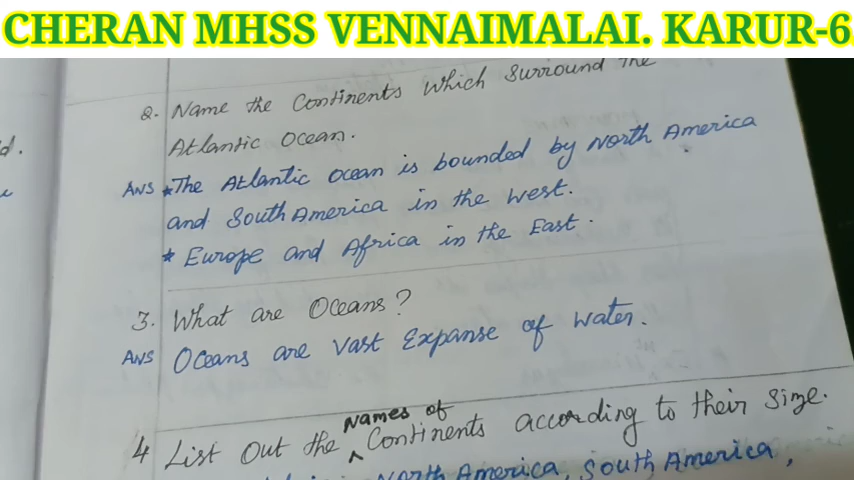 CHERAN MHSS VENNAIMALAI. KARUR-6
d.
2. Name the Continents Which Surround the
Atlantic Ocean.
Ans ★The Atlantic Ocean is bounded by North America
and South America in the West.
★ Europe and Africa in the East.
3. What are Oceans?
Ans Oceans are Vast Expanse of Water.
Names of
4 List Out the ^ Continents according to their Size.
North America, South America,